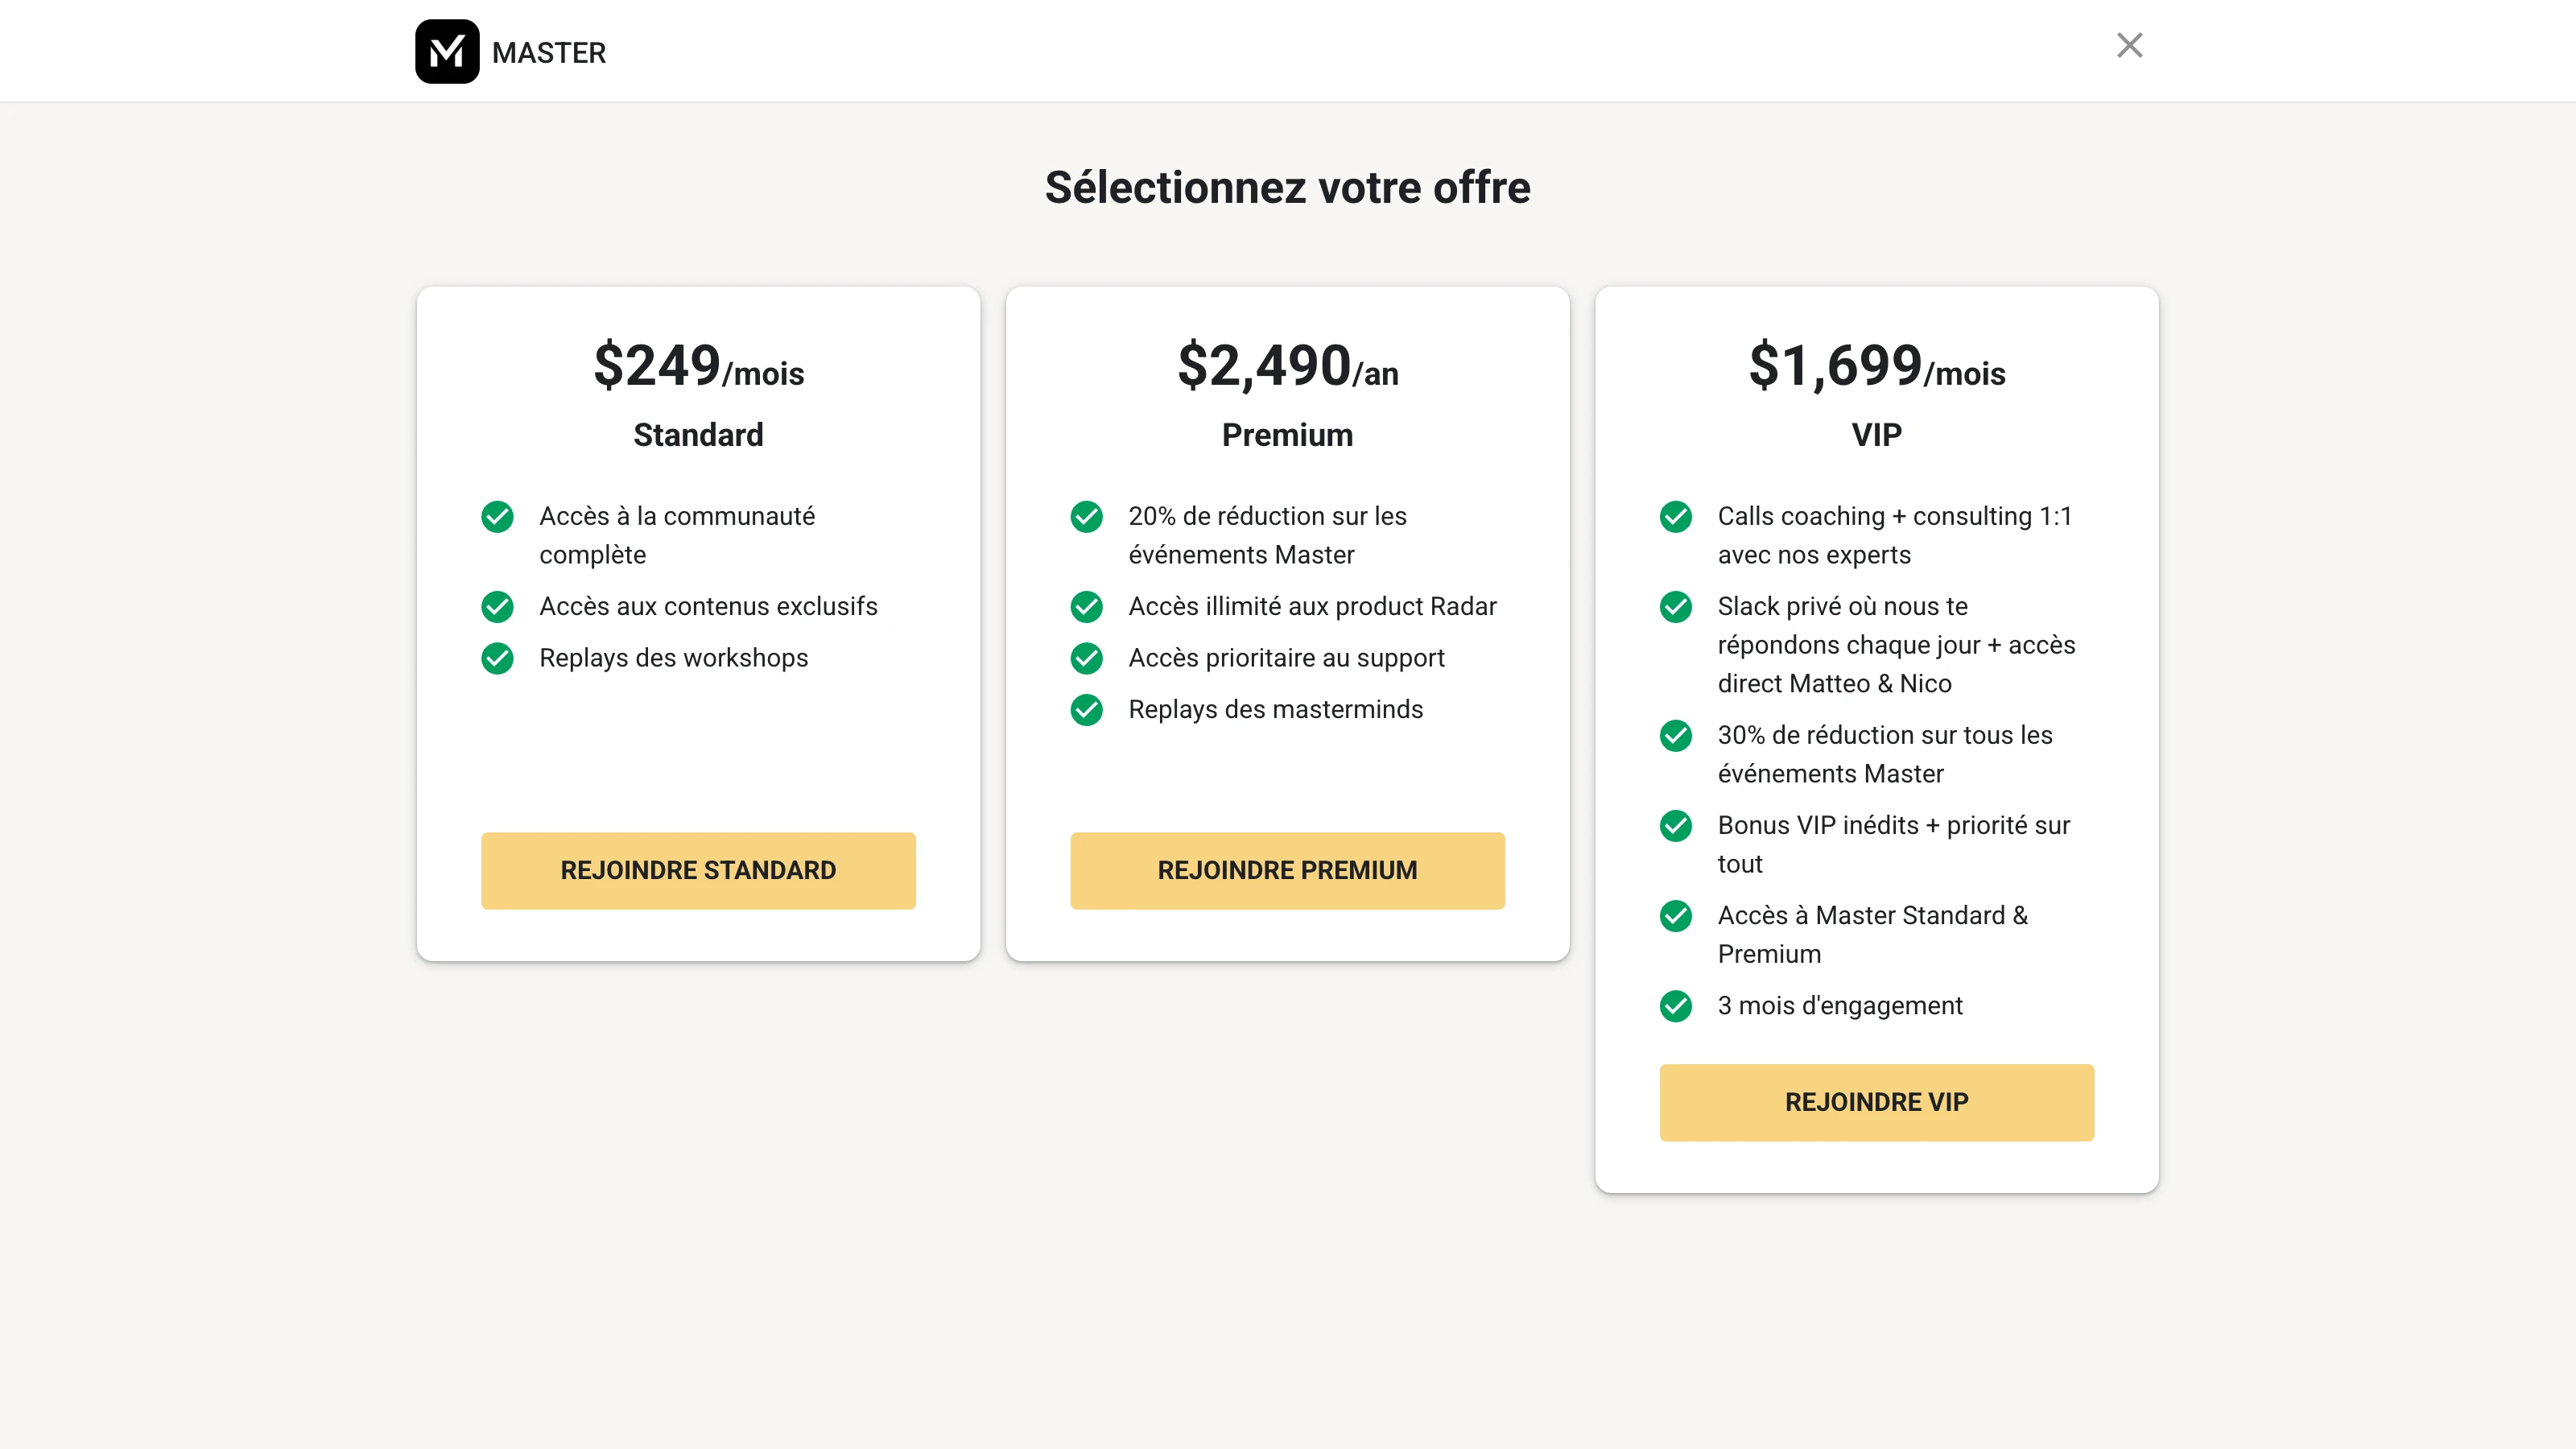 MASTER
Sélectionnez votre offre
$249/mois
Standard
Accès à la communauté
complète
Accès aux contenus exclusifs
Replays des workshops
REJOINDRE STANDARD
$2,490/an
Premium
20% de réduction sur les
événements Master
Accès illimité aux product Radar
Accès prioritaire au support
Replays des masterminds
REJOINDRE PREMIUM
$1,699/mois
VIP
Calls coaching + consulting 1:1
avec nos experts
Slack privé où nous te
répondons chaque jour + accès
direct Matteo & Nico
30% de réduction sur tous les
événements Master
Bonus VIP inédits + priorité sur
tout
Accès à Master Standard &
Premium
3 mois d'engagement
REJOINDRE VIP